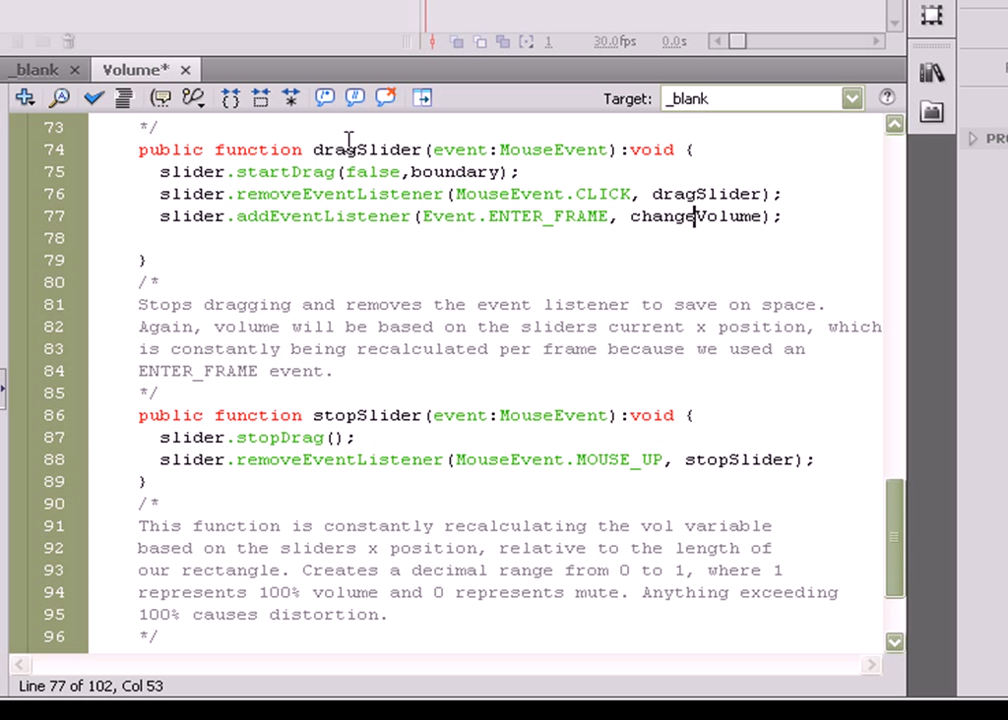 1 30.0fps 0.0s
_blank Volume*
Target: _blank
73 */
74 public function dragSlider(event:MouseEvent):void {
75 slider.startDrag(false,boundary);
76 slider.removeEventListener(MouseEvent.CLICK, dragSlider);
77 slider.addEventListener(Event.ENTER_FRAME, changeVolume);
78
79 }
80 /*
81 Stops dragging and removes the event listener to save on space.
82 Again, volume will be based on the sliders current x position, which
83 is constantly being recalculated per frame because we used an
84 ENTER_FRAME event.
85 */
86 public function stopSlider(event:MouseEvent):void {
87 slider.stopDrag();
88 slider.removeEventListener(MouseEvent.MOUSE_UP, stopSlider);
89 }
90 /*
91 This function is constantly recalculating the vol variable
92 based on the sliders x position, relative to the length of
93 our rectangle. Creates a decimal range from 0 to 1, where 1
94 represents 100% volume and 0 represents mute. Anything exceeding
95 100% causes distortion.
96 */
Line 77 of 102, Col 53